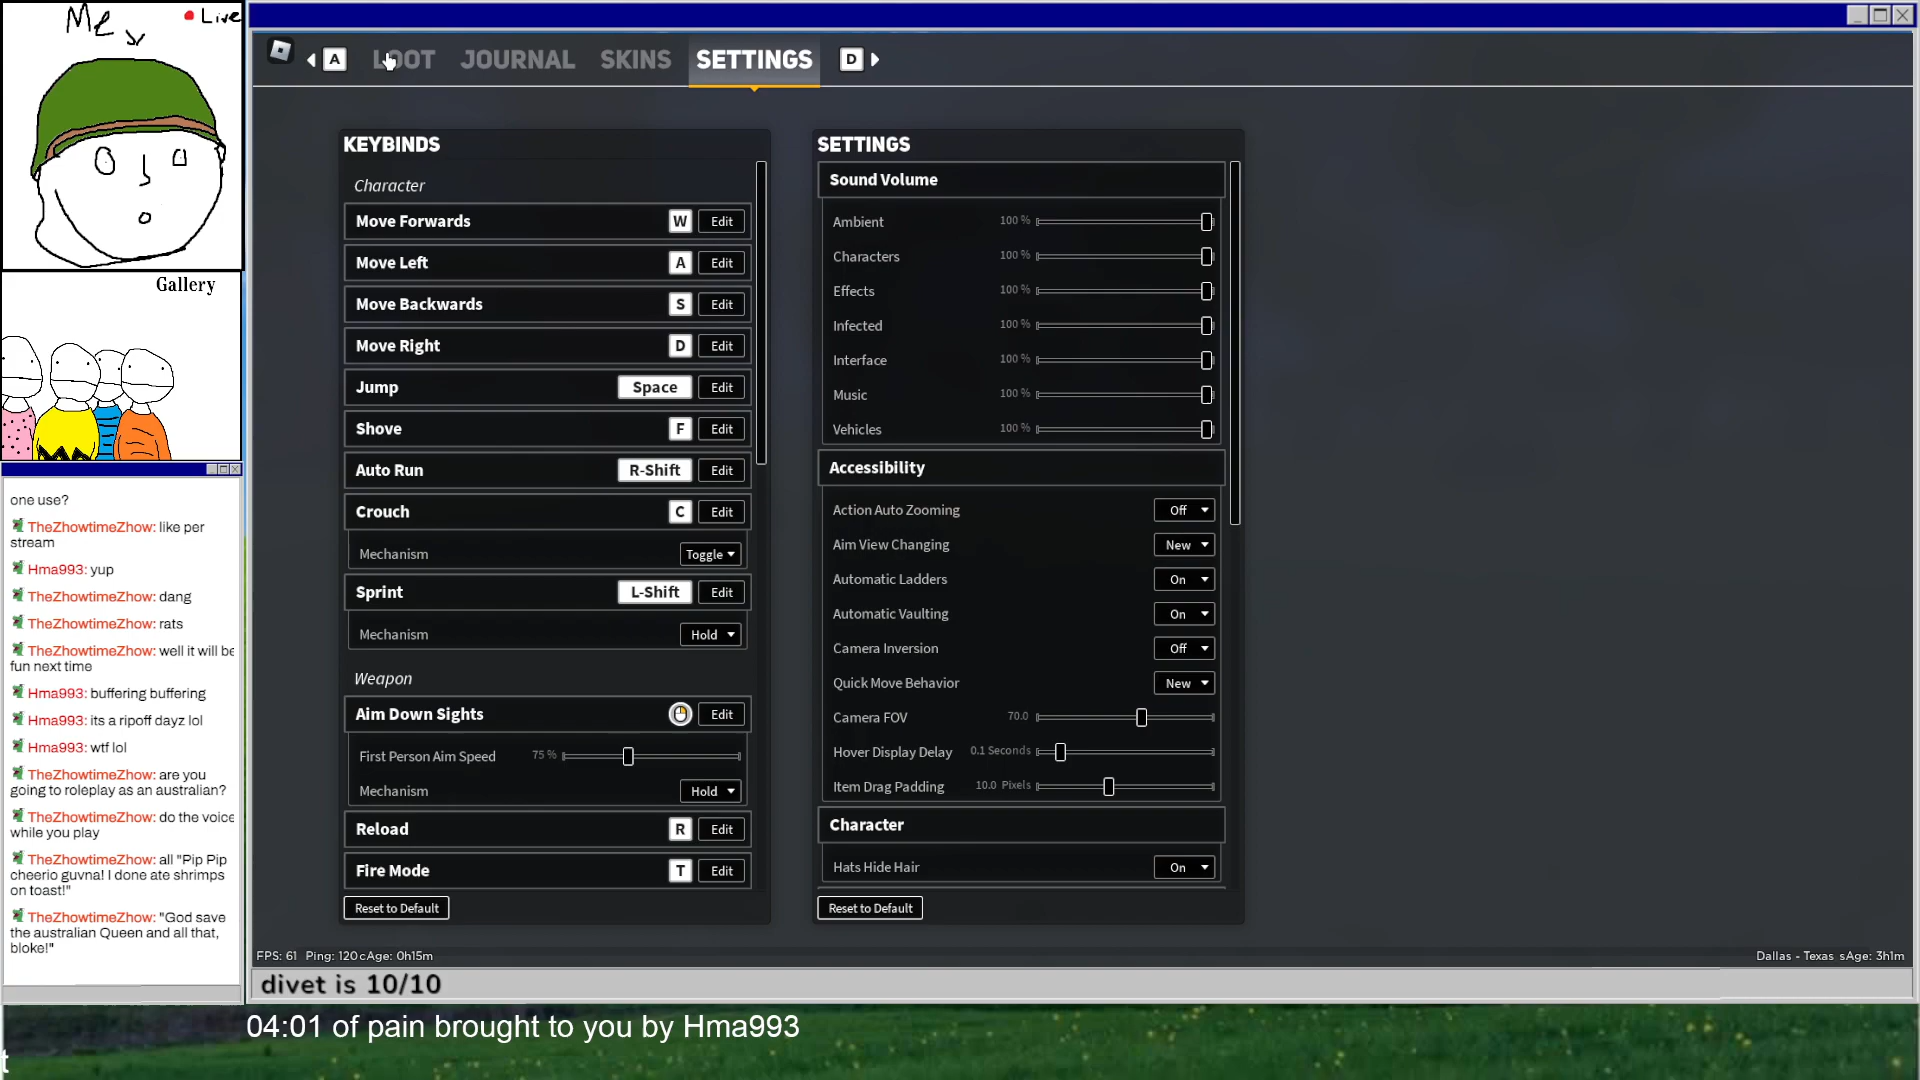 Me
Live
Gallery
one use?
TheZhowtimeZhow: like per
stream
Hma993: yup
TheZhowtimeZhow: dang
TheZhowtimeZhow: rats
TheZhowtimeZhow: well it will be
fun next time
Hma993: buffering buffering
Hma993: its a ripoff dayz lol
Hma993: wtf lol
TheZhowtimeZhow: are you
going to roleplay as an australian?
TheZhowtimeZhow: do the voice
while you play
TheZhowtimeZhow: all "Pip Pip
cheerio guvna! I done ate shrimps
on toast!"
TheZhowtimeZhow: "God save
the australian Queen and all that,
bloke!"
A LOOT JOURNAL SKINS SETTINGS D
KEYBINDS
Character
Move Forwards W Edit
Move Left A Edit
Move Backwards S Edit
Move Right D Edit
Jump Space Edit
Shove F Edit
Auto Run R-Shift Edit
Crouch C Edit
Mechanism Toggle
Sprint L-Shift Edit
Mechanism Hold
Weapon
Aim Down Sights Edit
First Person Aim Speed 75 %
Mechanism Hold
Reload R Edit
Fire Mode T Edit
Reset to Default
SETTINGS
Sound Volume
Ambient 100 %
Characters 100 %
Effects 100 %
Infected 100 %
Interface 100 %
Music 100 %
Vehicles 100 %
Accessibility
Action Auto Zooming Off
Aim View Changing New
Automatic Ladders On
Automatic Vaulting On
Camera Inversion Off
Quick Move Behavior New
Camera FOV 70.0
Hover Display Delay 0.1 Seconds
Item Drag Padding 10.0 Pixels
Character
Hats Hide Hair On
Reset to Default
FPS: 61 Ping: 120 cAge: 0h15m
Dallas - Texas sAge: 3h1m
divet is 10/10
04:01 of pain brought to you by Hma993
t